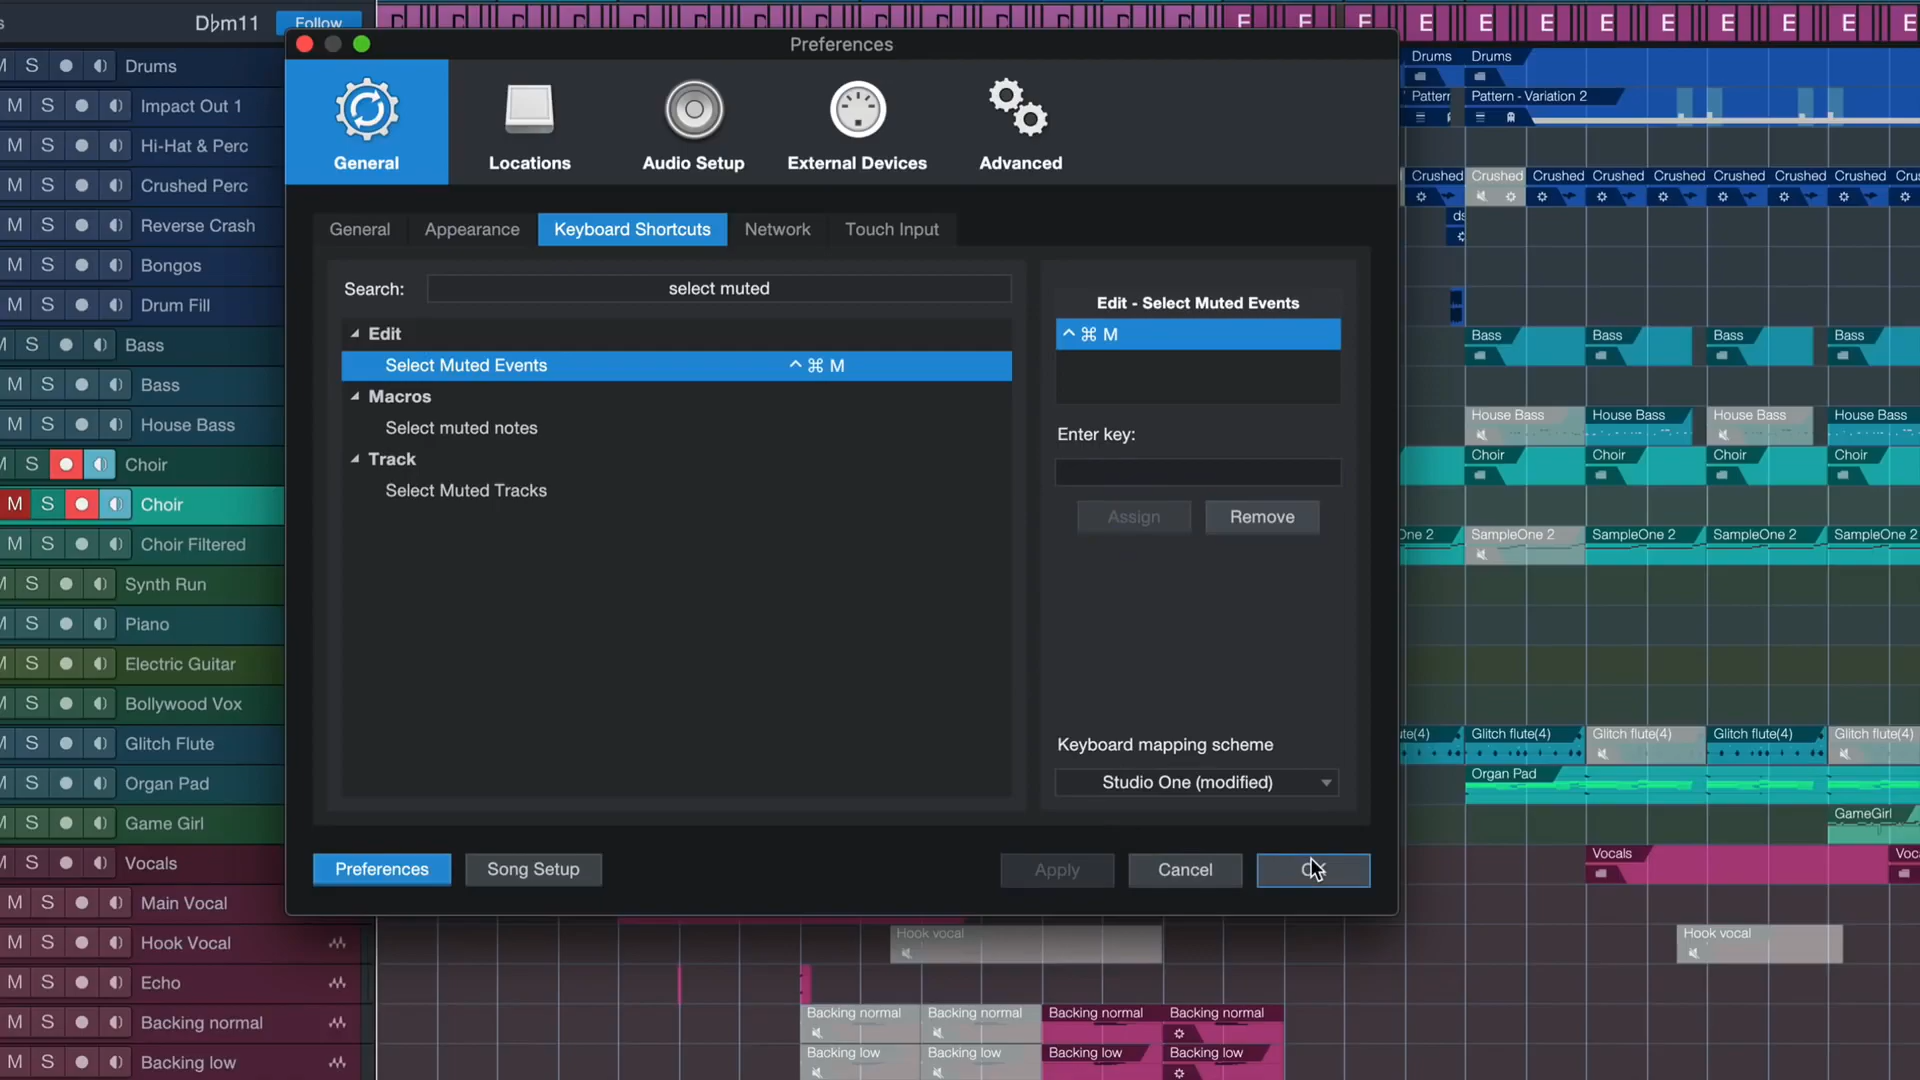 D♭m11 Follow
Preferences
General Locations Audio Setup External Devices Advanced
General Appearance Keyboard Shortcuts Network Touch Input
Search: select muted
Edit
Select Muted Events ^ ⌘ M
Macros
Select muted notes
Track
Select Muted Tracks
Edit - Select Muted Events
^ ⌘ M
Enter key:
Assign Remove
Keyboard mapping scheme
Studio One (modified)
Preferences Song Setup Apply Cancel
S Drums
M S Impact Out 1
M S Hi-Hat & Perc
M S Crushed Perc
M S Reverse Crash
M S Bongos
M S Drum Fill
S Bass
M S Bass
M S House Bass
S Choir
M S Choir
M S Choir Filtered
S Synth Run
S Piano
S Electric Guitar
S Bollywood Vox
S Glitch Flute
S Organ Pad
S Game Girl
S Vocals
M S Main Vocal
M S Hook Vocal
M S Echo
M S Backing normal
M S Backing low
E E E E E E E E E E E E
Drums Drums
Pattern - Variation 2
Crushed Crushed Crushed Crushed Crushed Crushed Crushed Crushed
Bass Bass Bass Bass
House Bass House Bass House Bass House Bass
Choir Choir Choir Choir
One 2 SampleOne 2 SampleOne 2 SampleOne 2 SampleOne 2
Glitch flute(4) Glitch flute(4) Glitch flute(4) Glitch flute(4)
Organ Pad
GameGirl
Vocals
Hook vocal Hook vocal
Backing normal Backing normal Backing normal Backing normal
Backing low Backing low Backing low Backing low